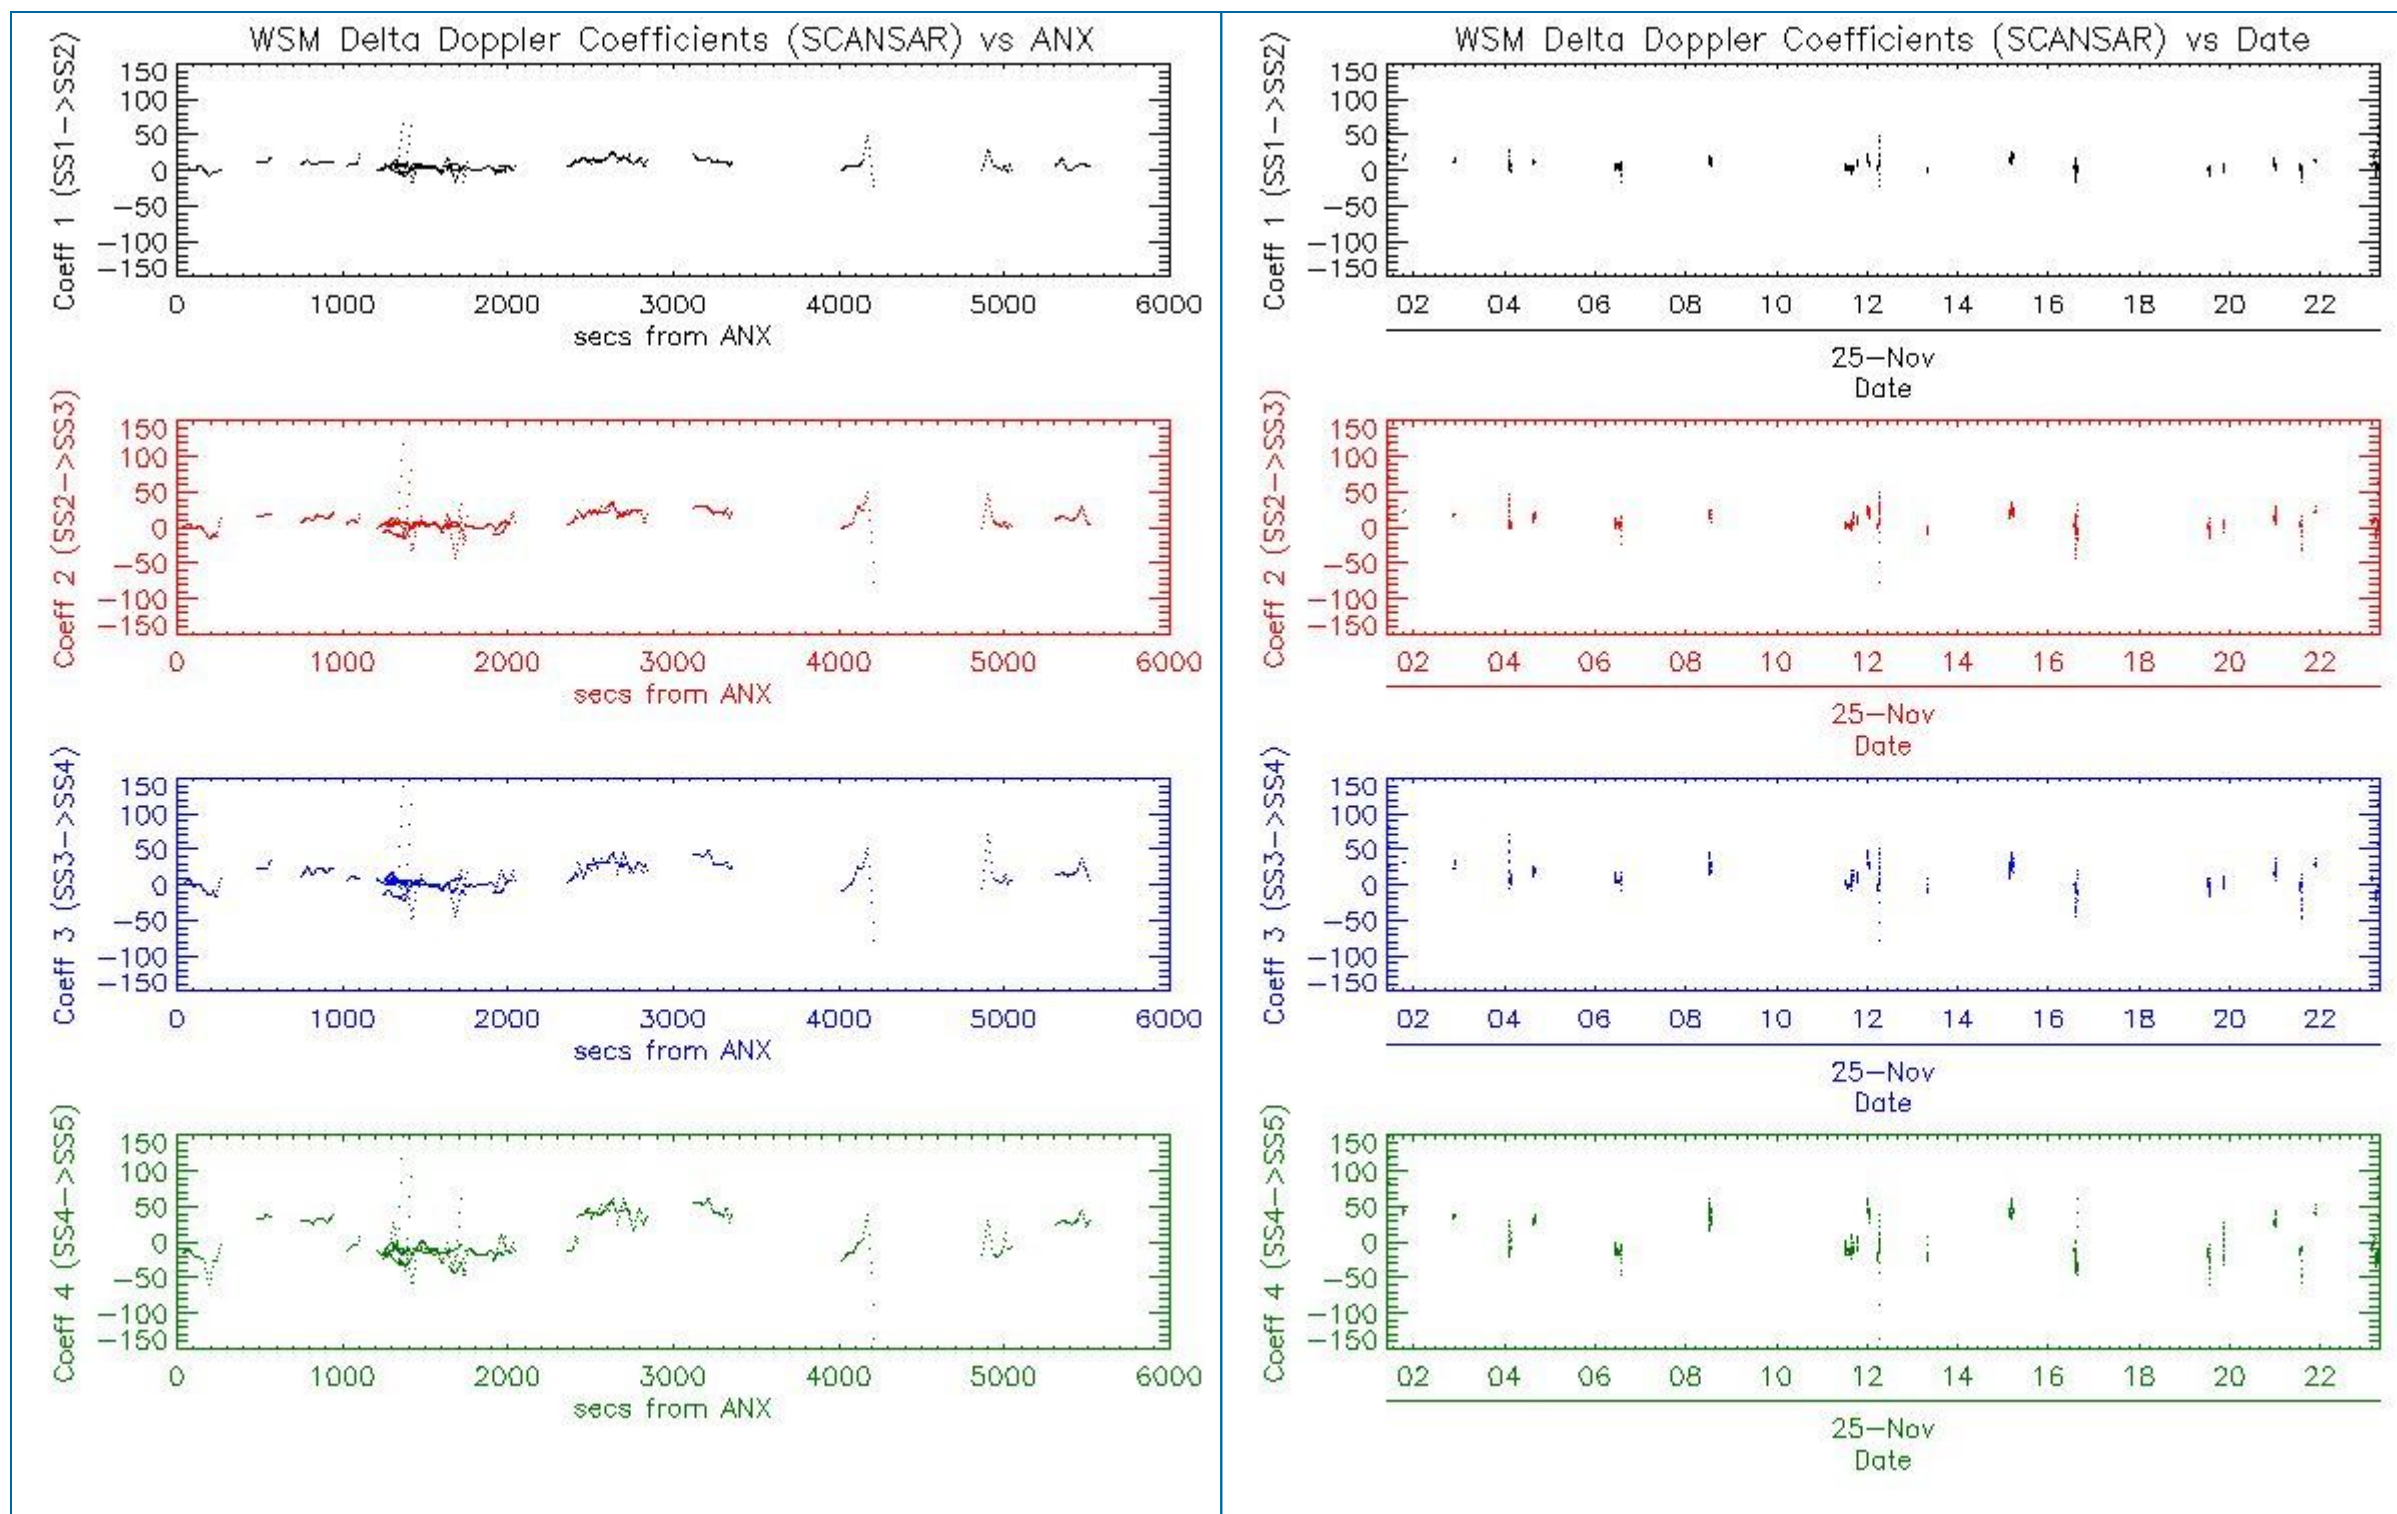 WSM Delta Doppler Coefficients (SCANSAR) vs ANX
Coeff 1 (SS1->SS2)
150
100
50
0
-50
-100
-150
0 1000 2000 3000 4000 5000 6000
secs from ANX
Coeff 2 (SS2->SS3)
150
100
50
0
-50
-100
-150
0 1000 2000 3000 4000 5000 6000
secs from ANX
Coeff 3 (SS3->SS4)
150
100
50
0
-50
-100
-150
0 1000 2000 3000 4000 5000 6000
secs from ANX
Coeff 4 (SS4->SS5)
150
100
50
0
-50
-100
-150
0 1000 2000 3000 4000 5000 6000
secs from ANX
WSM Delta Doppler Coefficients (SCANSAR) vs Date
Coeff 1 (SS1->SS2)
150
100
50
0
-50
-100
-150
02 04 06 08 10 12 14 16 18 20 22
25-Nov
Date
Coeff 2 (SS2->SS3)
150
100
50
0
-50
-100
-150
02 04 06 08 10 12 14 16 18 20 22
25-Nov
Date
Coeff 3 (SS3->SS4)
150
100
50
0
-50
-100
-150
02 04 06 08 10 12 14 16 18 20 22
25-Nov
Date
Coeff 4 (SS4->SS5)
150
100
50
0
-50
-100
-150
02 04 06 08 10 12 14 16 18 20 22
25-Nov
Date